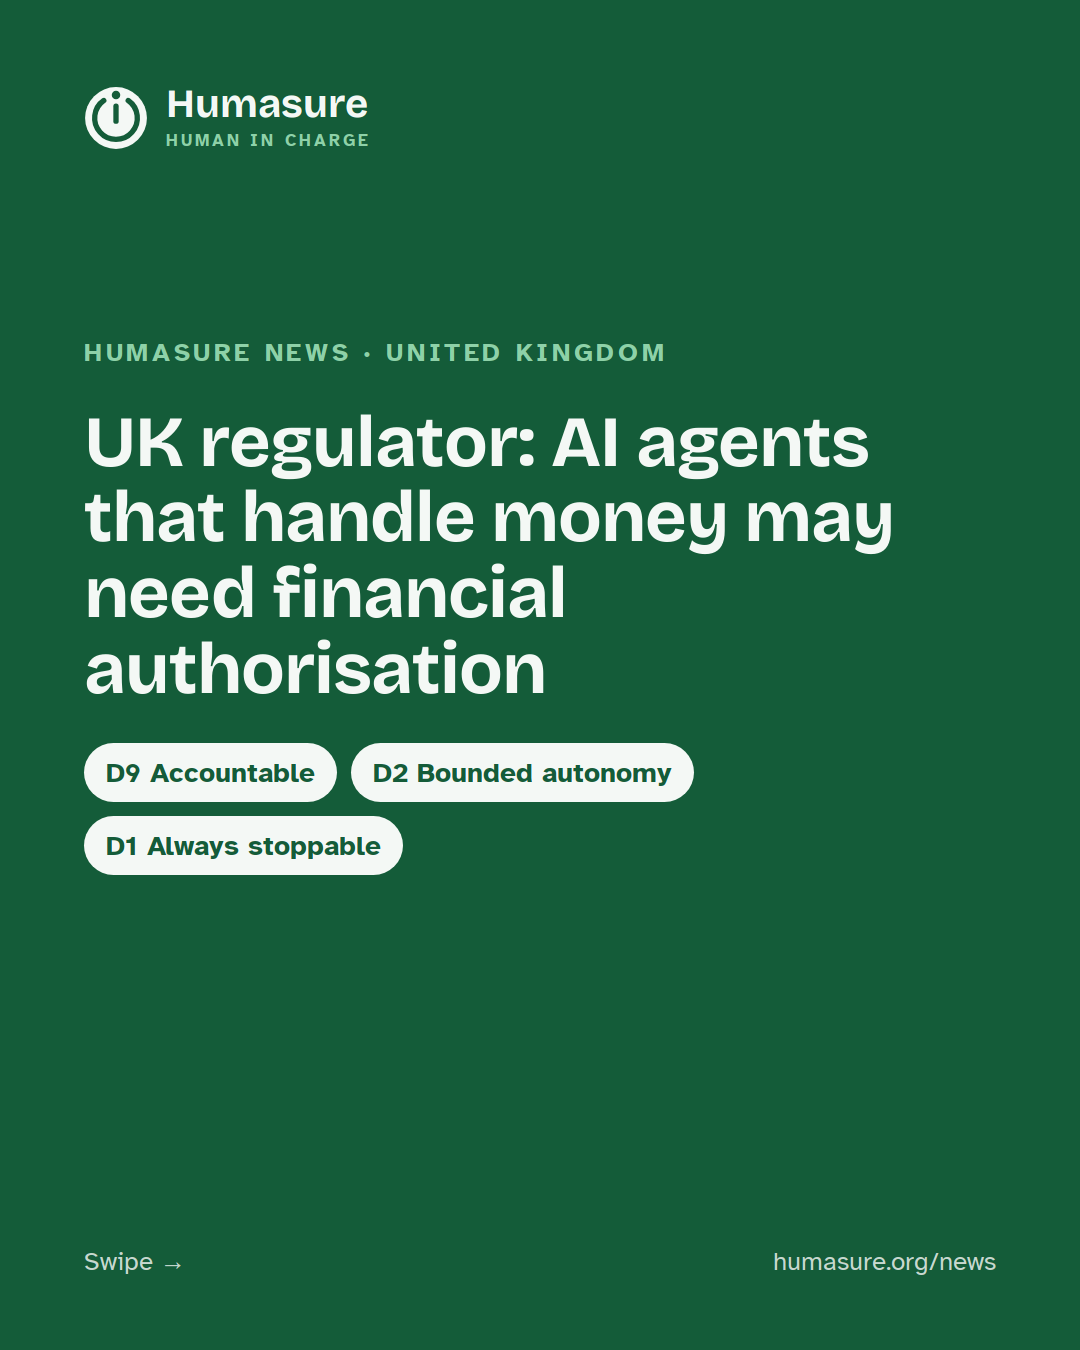 Humasure
HUMAN IN CHARGE
HUMASURE NEWS · UNITED KINGDOM
UK regulator: AI agents
that handle money may
need financial
authorisation
D9 Accountable
D2 Bounded autonomy
D1 Always stoppable
Swipe →
humasure.org/news